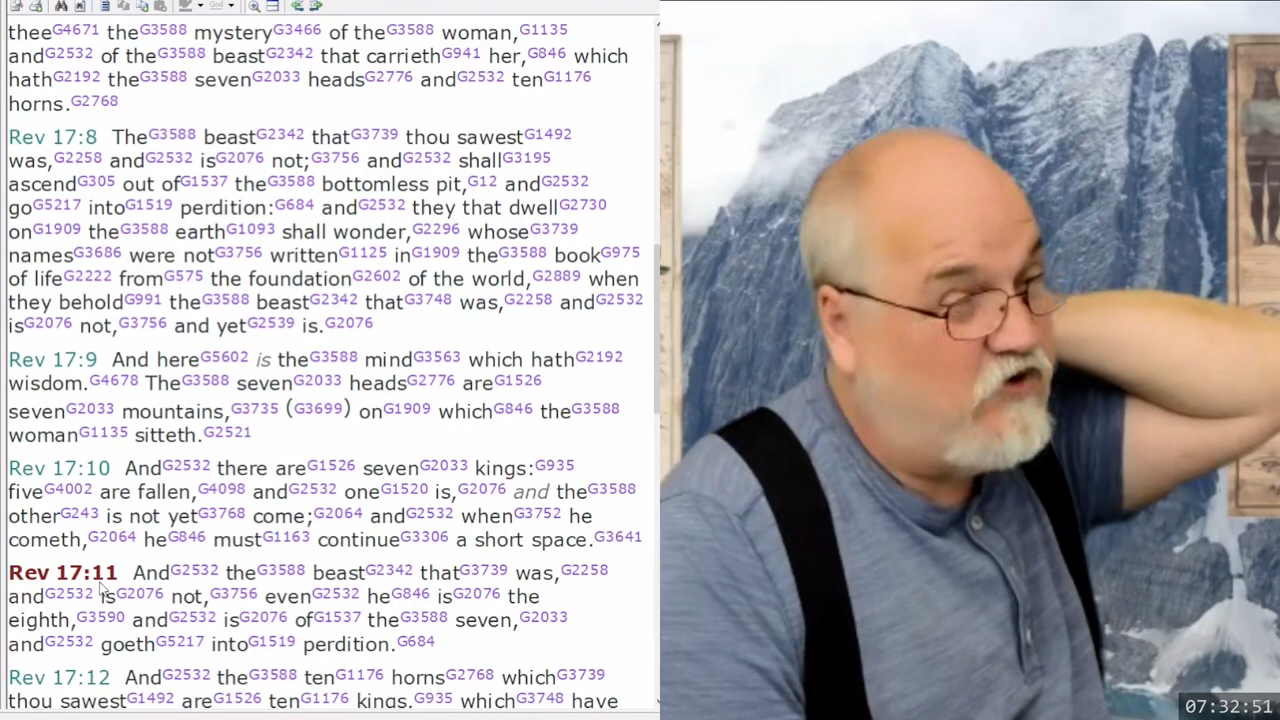 theeG4671 theG3588 mysteryG3466 of theG3588 woman,G1135
andG2532 of theG3588 beastG2342 that carriethG941 her,G846 which
hathG2192 theG3588 sevenG2033 headsG2776 andG2532 tenG1176
horns.G2768
Rev 17:8 TheG3588 beastG2342 thatG3739 thou sawestG1492
was,G2258 andG2532 isG2076 not;G3756 andG2532 shallG3195
ascendG305 out ofG1537 theG3588 bottomless pit,G12 andG2532
goG5217 intoG1519 perdition:G684 andG2532 they that dwellG2730
onG1909 theG3588 earthG1093 shall wonder,G2296 whoseG3739
namesG3686 were notG3756 writtenG1125 inG1909 theG3588 bookG975
of lifeG2222 fromG575 the foundationG2602 of the world,G2889 when
they beholdG991 theG3588 beastG2342 thatG3748 was,G2258 andG2532
isG2076 not,G3756 and yetG2539 is.G2076
Rev 17:9 And hereG5602 is theG3588 mindG3563 which hathG2192
wisdom.G4678 TheG3588 sevenG2033 headsG2776 areG1526
sevenG2033 mountains,G3735 (G3699) onG1909 whichG846 theG3588
womanG1135 sitteth.G2521
Rev 17:10 AndG2532 there areG1526 sevenG2033 kings:G935
fiveG4002 are fallen,G4098 andG2532 oneG1520 is,G2076 and theG3588
otherG243 is not yetG3768 come;G2064 andG2532 whenG3752 he
cometh,G2064 heG846 mustG1163 continueG3306 a short space.G3641
Rev 17:11 AndG2532 theG3588 beastG2342 thatG3739 was,G2258
andG2532 isG2076 not,G3756 evenG2532 heG846 isG2076 the
eighth,G3590 andG2532 isG2076 ofG1537 theG3588 seven,G2033
andG2532 goethG5217 intoG1519 perdition.G684
Rev 17:12 AndG2532 theG3588 tenG1176 hornsG2768 whichG3739
thou sawestG1492 areG1526 tenG1176 kings,G935 whichG3748 have
07:32:51